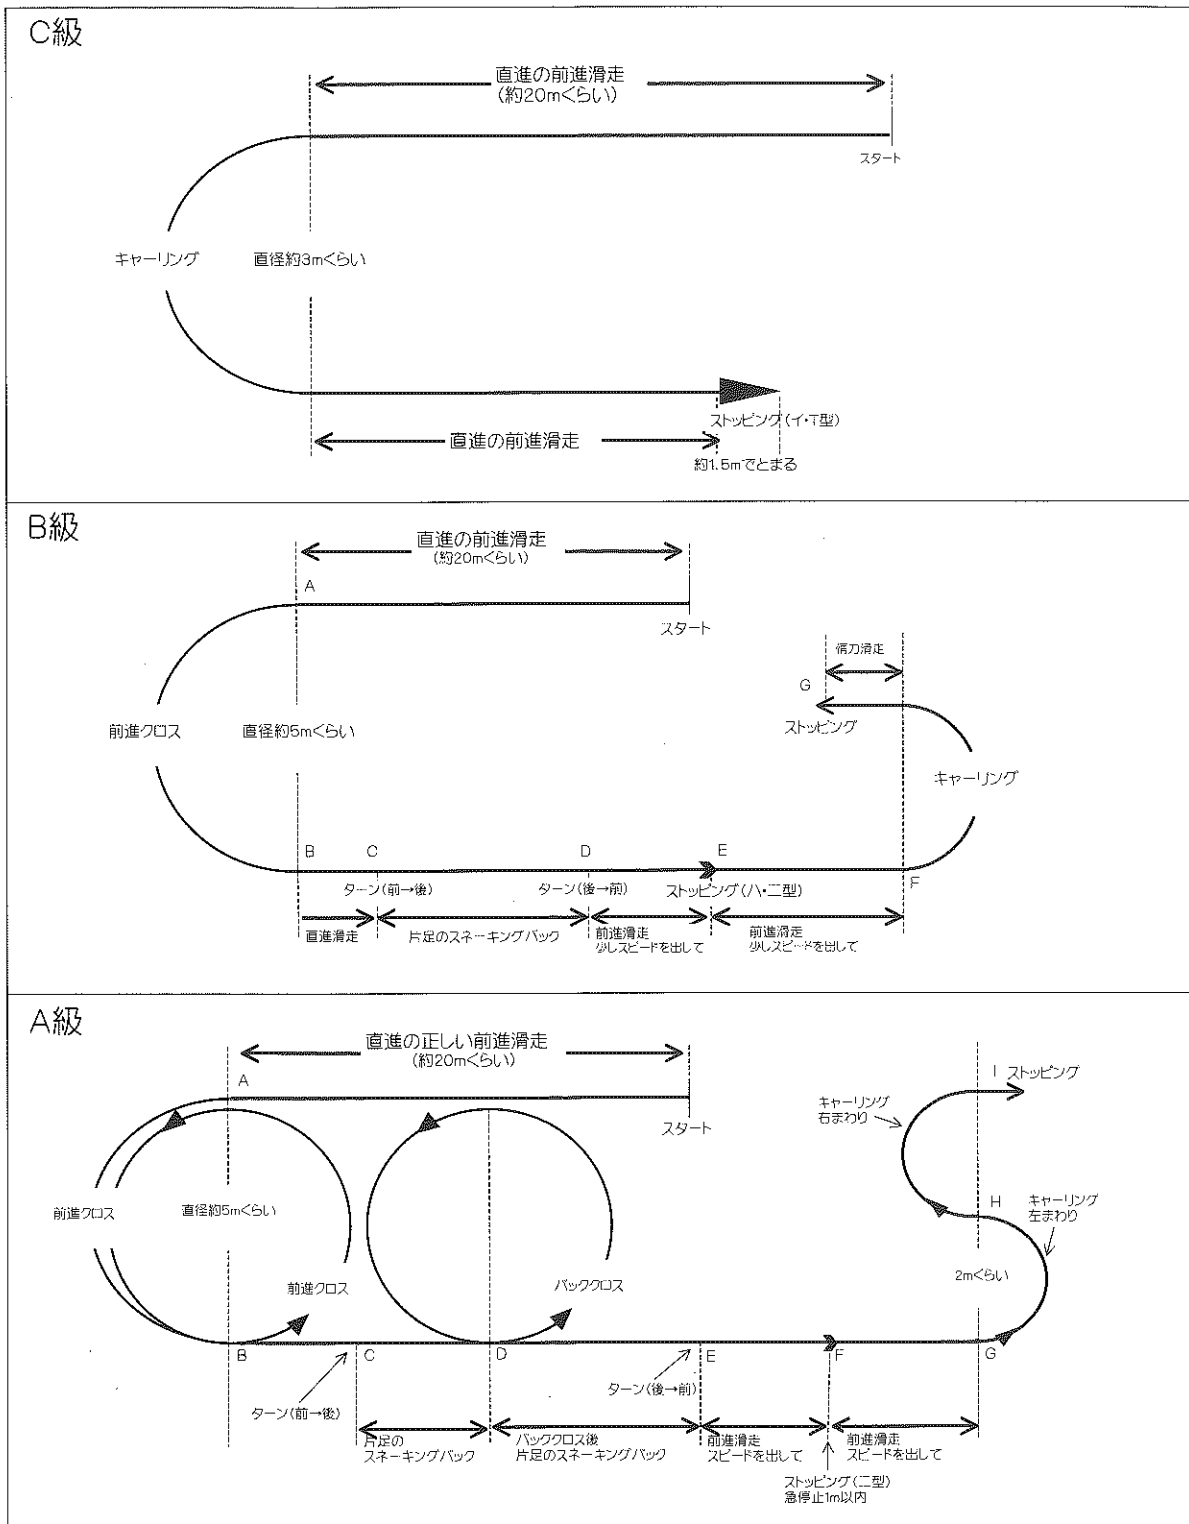 C級
直進の前進滑走
(約20mくらい)
スタート
キャーリング
直径約3mくらい
ストッピング(イ・T型)
直進の前進滑走
約1.5mでとまる
B級
直進の前進滑走
(約20mくらい)
A
スタート
惰力滑走
G
ストッピング
前進クロス
直径約5mくらい
キャーリング
B
C
D
E
F
ターン(前→後)
ターン(後→前)
ストッピング(ハ・二型)
直進滑走
片足のスネーキングバック
前進滑走
少しスピードを出して
前進滑走
少しスピードを出して
A級
直進の正しい前進滑走
(約20mくらい)
A
スタート
I ストッピング
キャーリング
右まわり
前進クロス
直径約5mくらい
H
キャーリング
左まわり
2mくらい
前進クロス
バッククロス
B
C
D
E
F
G
ターン(前→後)
ターン(後→前)
片足の
スネーキングバック
バッククロス後
片足のスネーキングバック
前進滑走
スピードを出して
前進滑走
スピードを出して
ストッピング(二型)
急停止1m以内